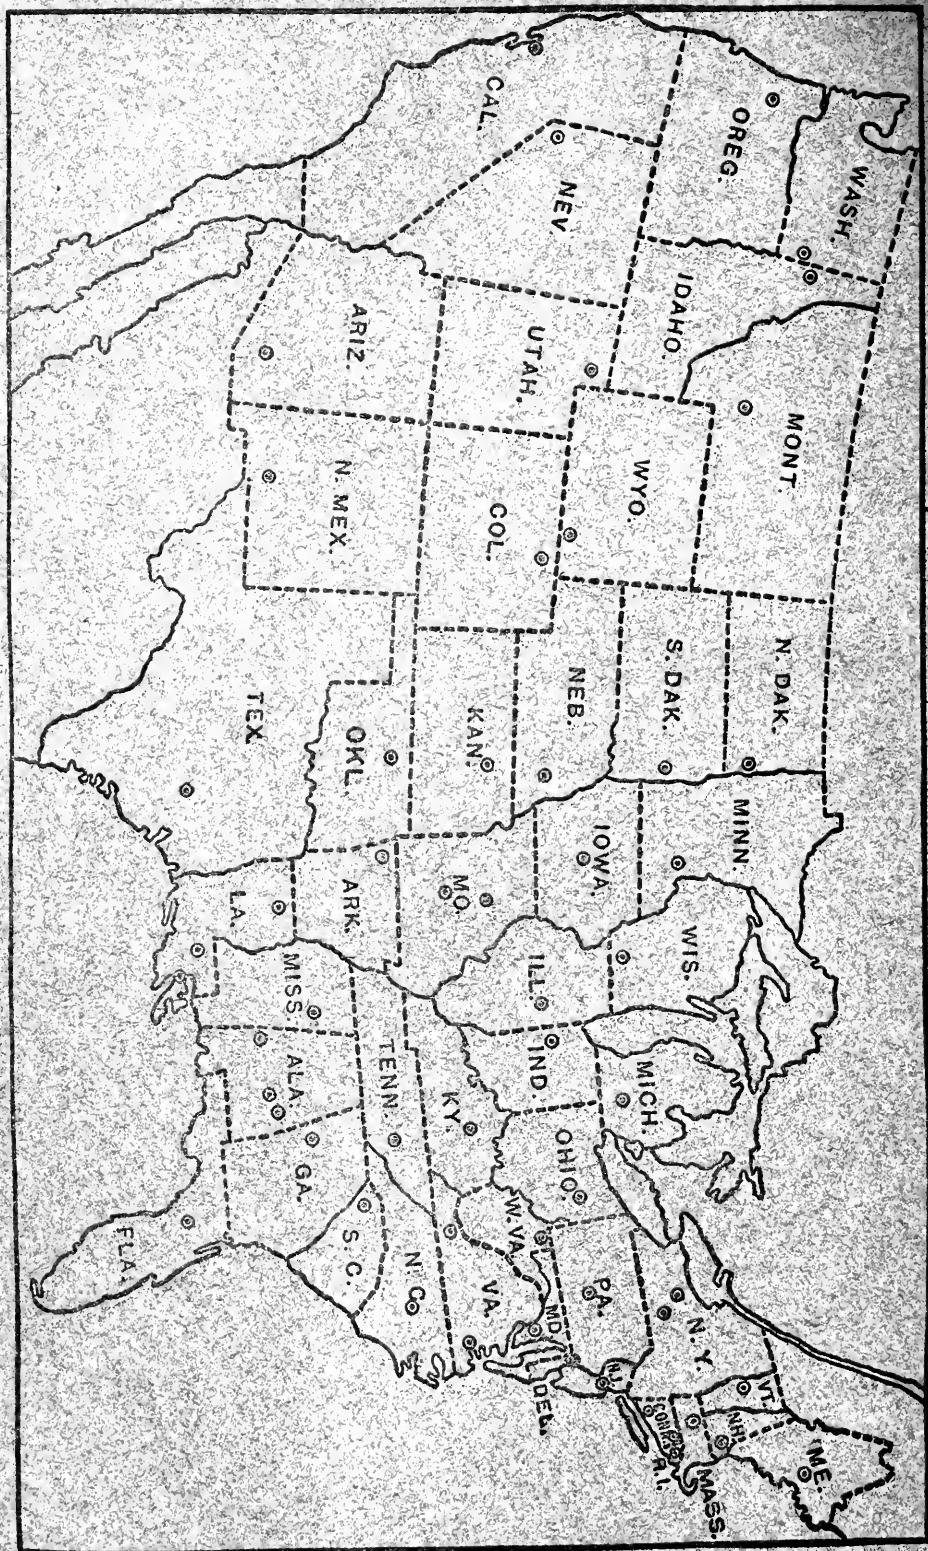 WASH.
OREG.
CAL.
NEV.
IDAHO.
MONT.
WYO.
UTAH.
ARIZ.
COL.
N. MEX.
N. DAK.
S. DAK.
NEB.
KAN.
OKL.
TEX.
MINN.
IOWA.
MO.
ARK.
LA.
WIS.
ILL.
MISS.
MICH.
IND.
KY.
TENN.
ALA.
OHIO.
GA.
FLA.
W. VA.
VA.
N. C.
S. C.
PA.
MD.
DEL.
N.J.
N. Y.
CONN.
R.I.
MASS.
VT.
N.H.
ME.